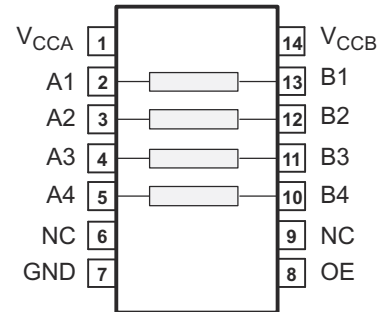 VCCA 1 14 VCCB
A1 2 13 B1
A2 3 12 B2
A3 4 11 B3
A4 5 10 B4
NC 6 9 NC
GND 7 8 OE